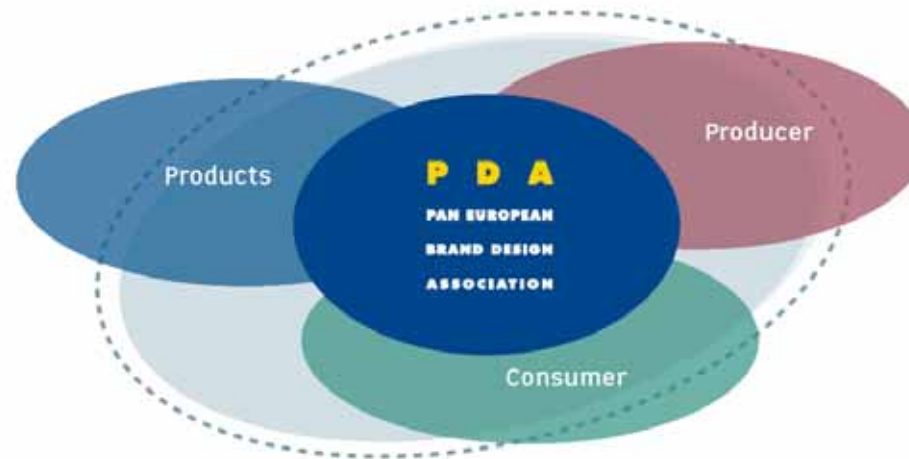 Producer
Products
P D A
PAN EUROPEAN
BRAND DESIGN
ASSOCIATION
Consumer